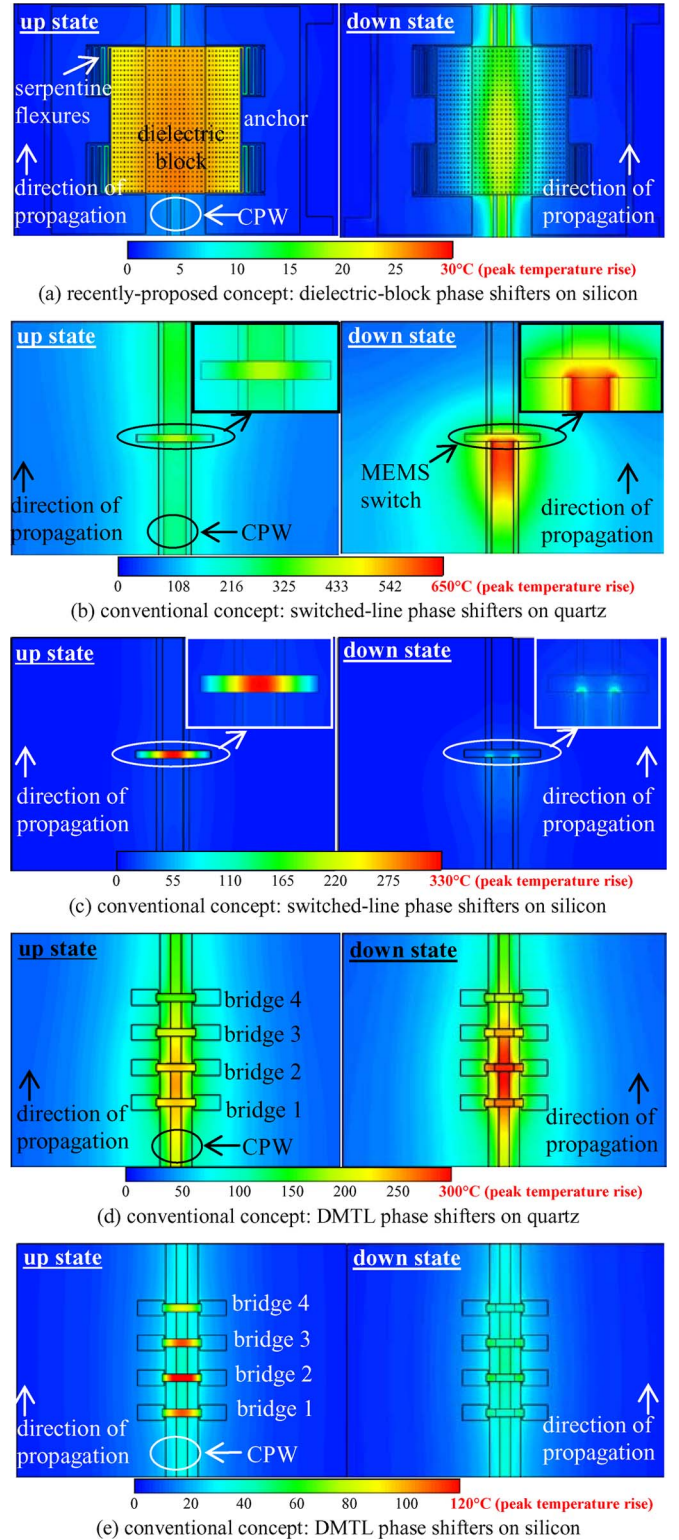 up state
down state
serpentine
flexures
anchor
dielectric
block
direction of
propagation
CPW
direction of
propagation
0 5 10 15 20 25 30°C (peak temperature rise)
(a) recently-proposed concept: dielectric-block phase shifters on silicon
up state
down state
MEMS
switch
direction of
propagation
CPW
direction of
propagation
0 108 216 325 433 542 650°C (peak temperature rise)
(b) conventional concept: switched-line phase shifters on quartz
up state
down state
direction of
propagation
direction of
propagation
0 55 110 165 220 275 330°C (peak temperature rise)
(c) conventional concept: switched-line phase shifters on silicon
up state
down state
bridge 4
bridge 3
bridge 2
bridge 1
direction of
propagation
CPW
direction of
propagation
0 50 100 150 200 250 300°C (peak temperature rise)
(d) conventional concept: DMTL phase shifters on quartz
up state
down state
bridge 4
bridge 3
bridge 2
bridge 1
direction of
propagation
CPW
direction of
propagation
0 20 40 60 80 100 120°C (peak temperature rise)
(e) conventional concept: DMTL phase shifters on silicon